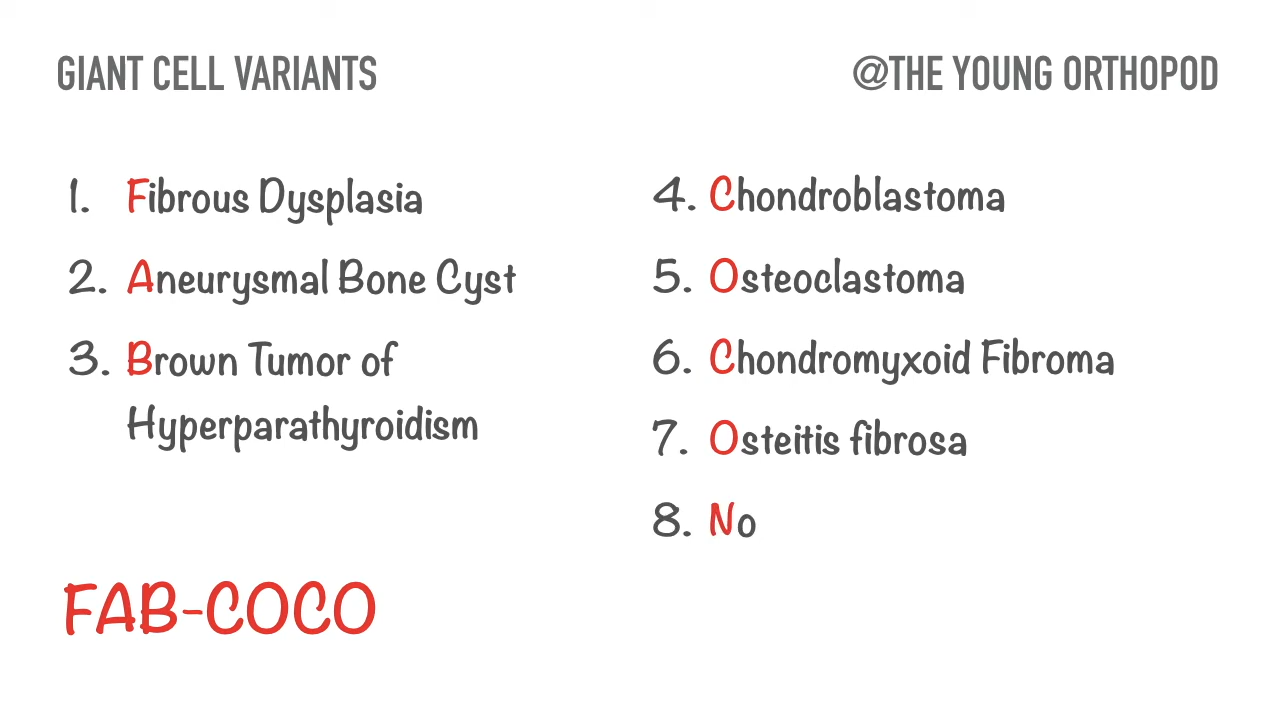 GIANT CELL VARIANTS
@THE YOUNG ORTHOPOD
1. Fibrous Dysplasia
2. Aneurysmal Bone Cyst
3. Brown Tumor of
Hyperparathyroidism
4. Chondroblastoma
5. Osteoclastoma
6. Chondromyxoid Fibroma
7. Osteitis fibrosa
8. No
FAB-COCO